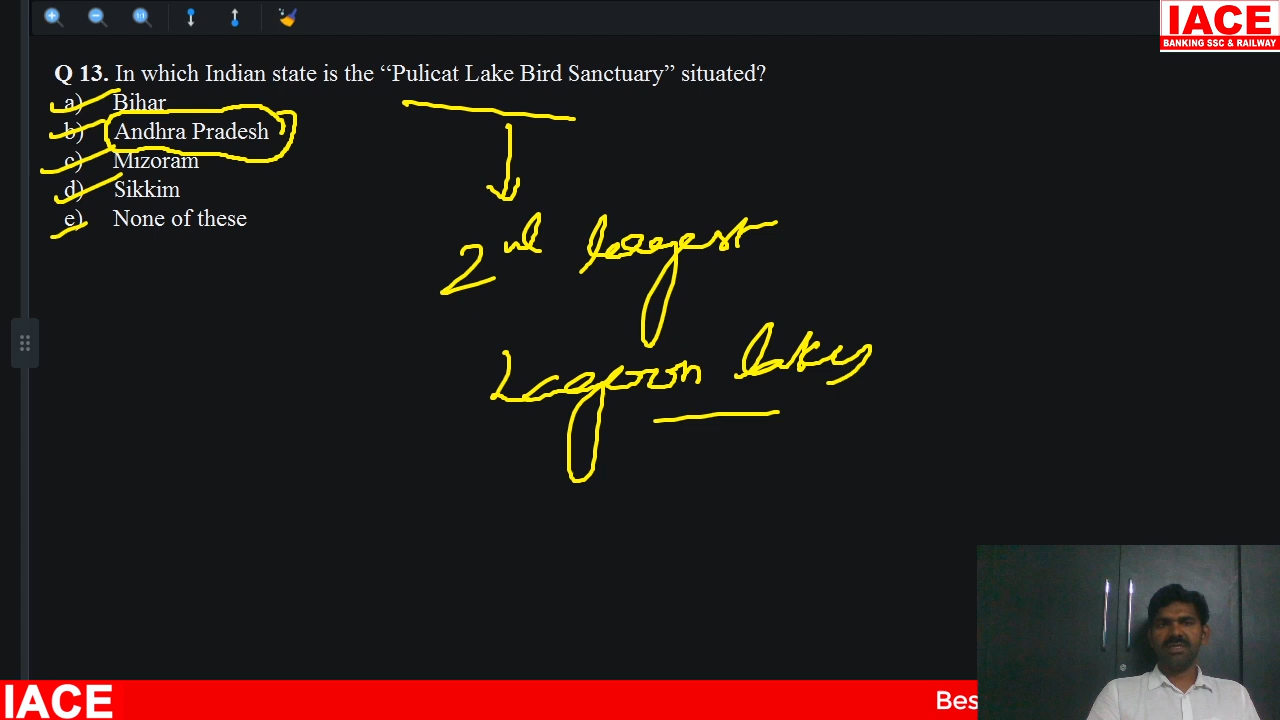 IACE
BANKING SSC & RAILWAY
Q 13. In which Indian state is the “Pulicat Lake Bird Sanctuary” situated?
a) Bihar
b) Andhra Pradesh
c) Mizoram
d) Sikkim
e) None of these
2nd largest
Lagoon lakes
IACE
Bes